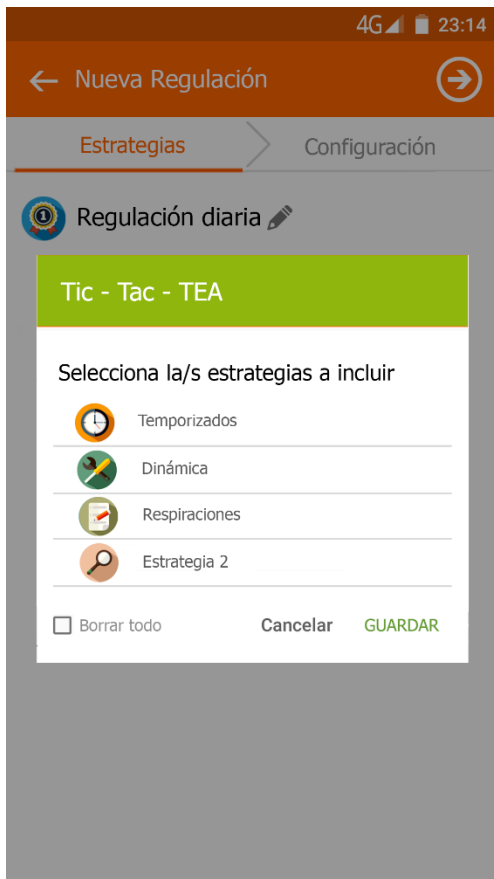 4G 23:14
Nueva Regulación
Estrategias Configuración
1 Regulación diaria
Tic - Tac - TEA
Selecciona la/s estrategias a incluir
Temporizados
Dinámica
Respiraciones
Estrategia 2
Borrar todo Cancelar GUARDAR